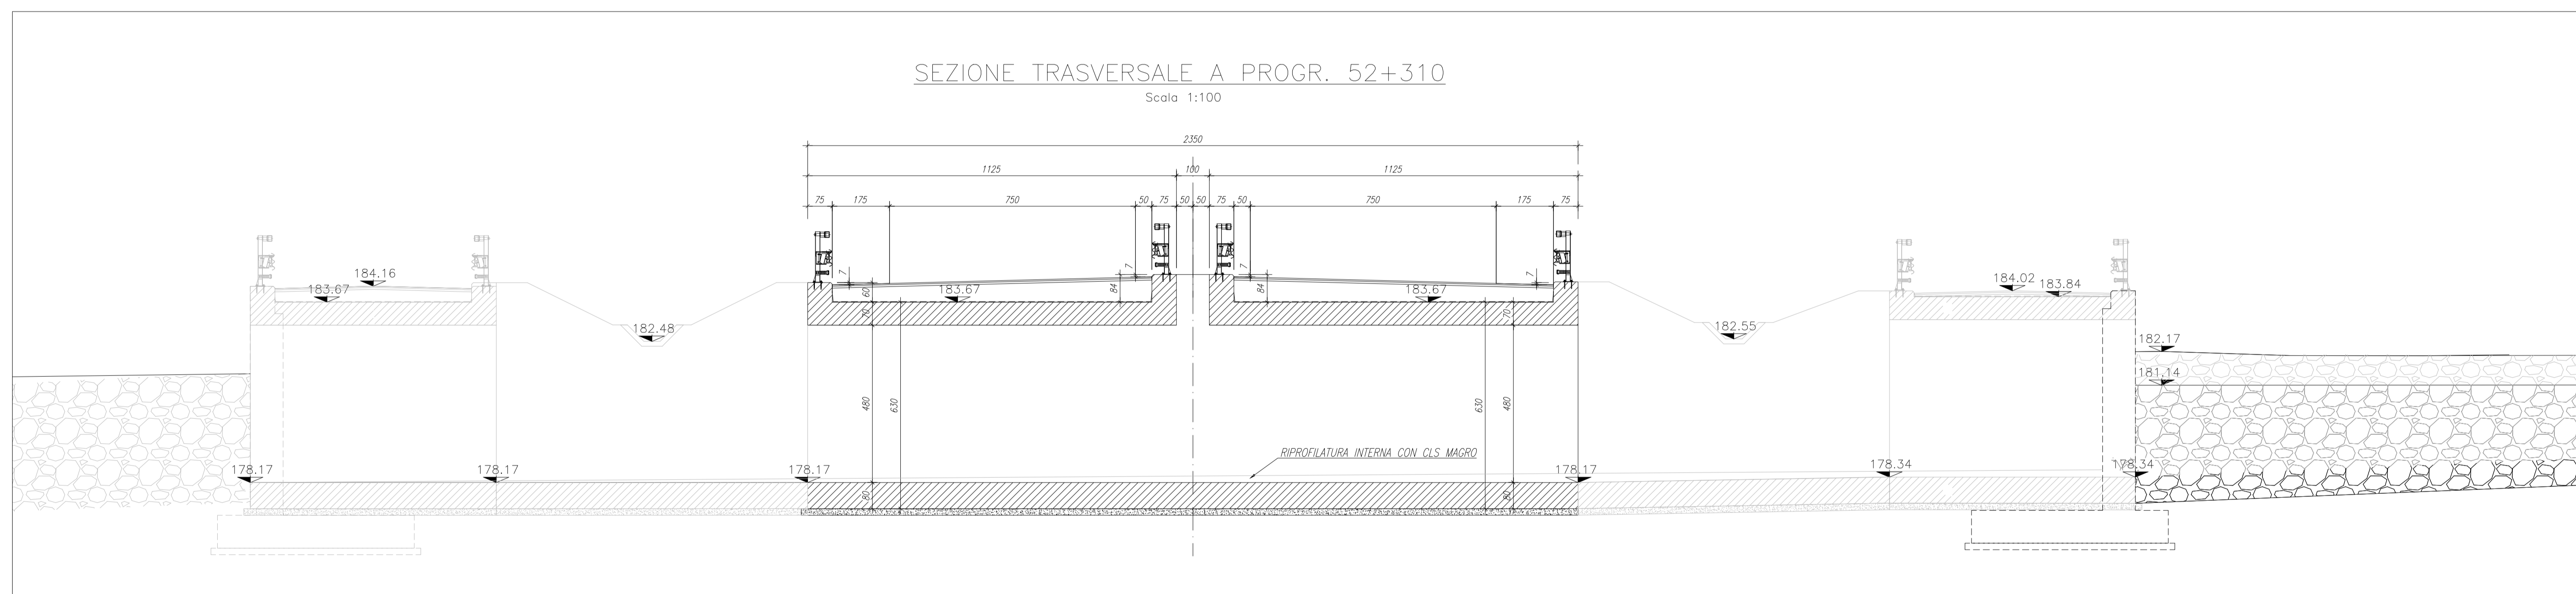 SEZIONE TRASVERSALE A PROGR. 52+310
Scala 1:100
2350
1125 100 1125
75 175 750 50 75 50 50 75 50 750 175 75
184.16
183.67
182.48
7 60 70
183.67
7 84
84 7
183.67
7 70
182.55
184.02
183.84
182.17
181.14
480 630
630 480
RIPROFILATURA INTERNA CON CLS MAGRO
178.17 178.17 178.17 178.17 178.34 178.34
80 80